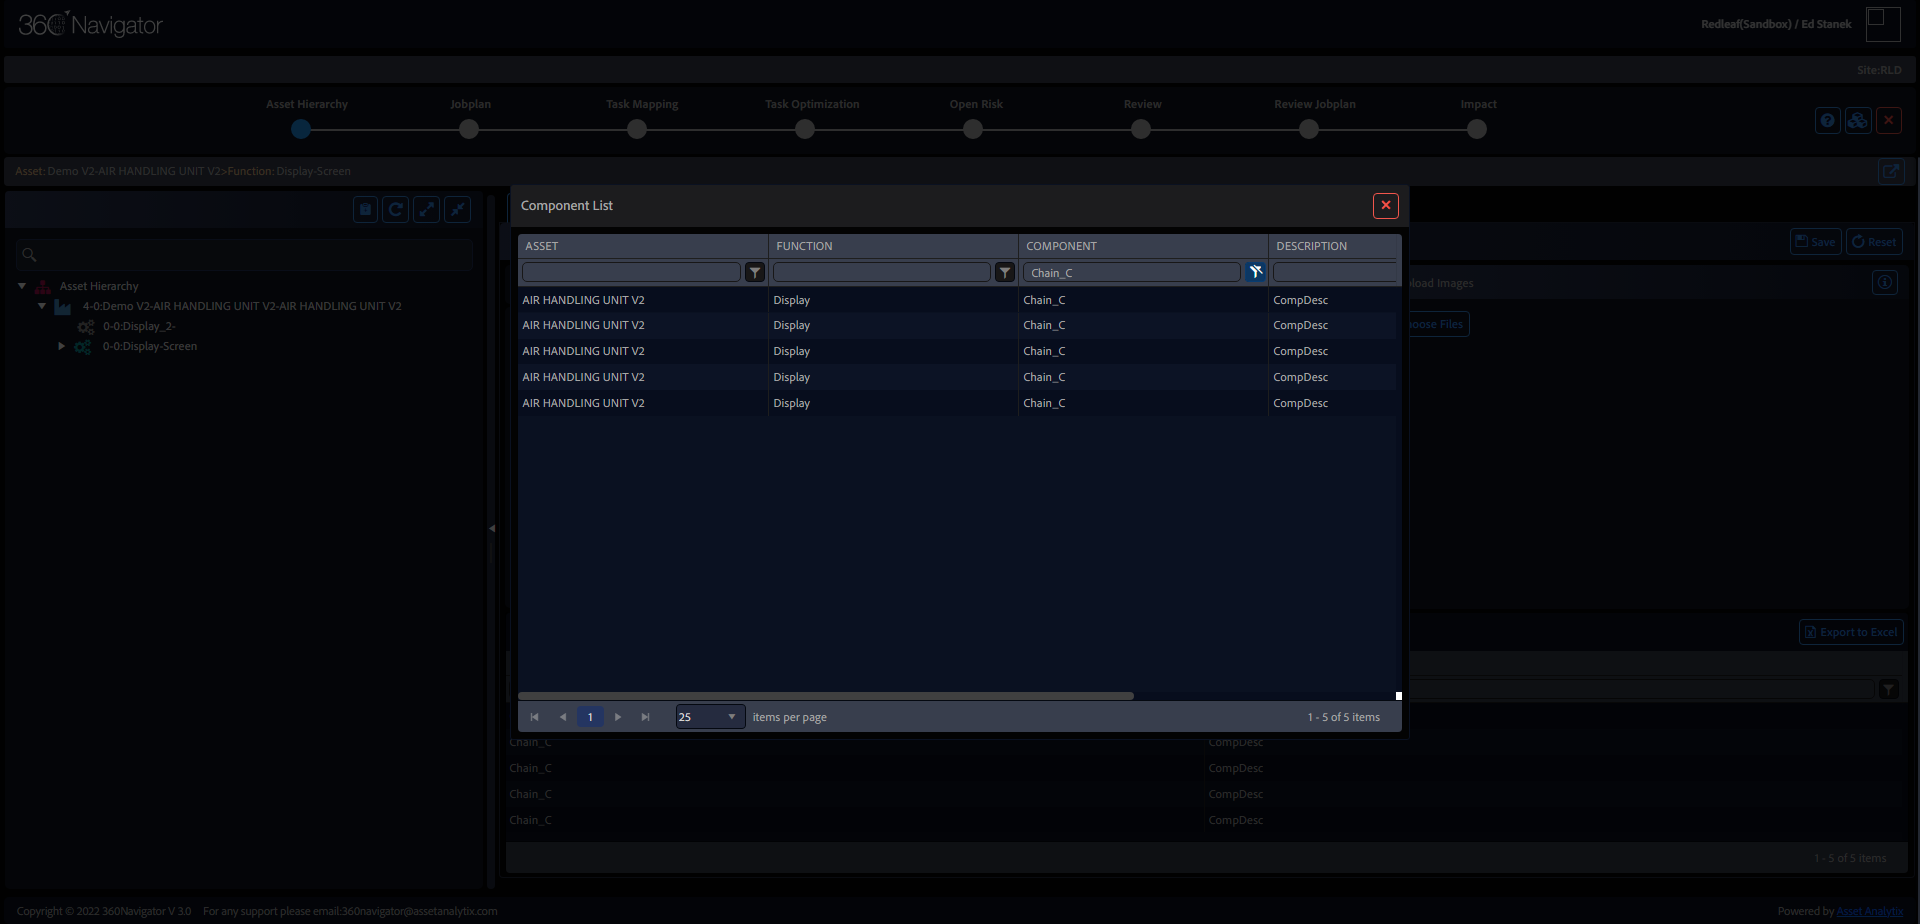 360 Navigator
Redleaf(Sandbox) / Ed Stanek
Site:RLD
Asset Hierarchy Jobplan Task Mapping Task Optimization Open Risk Review Review Jobplan Impact
Asset: Demo V2-AIR HANDLING UNIT V2>Function: Display-Screen
Component List
ASSET FUNCTION COMPONENT DESCRIPTION
Save Reset
Chain_C
Asset Hierarchy
load Images
4-0:Demo V2-AIR HANDLING UNIT V2-AIR HANDLING UNIT V2
AIR HANDLING UNIT V2 Display Chain_C CompDesc
0-0:Display_2-
AIR HANDLING UNIT V2 Display Chain_C CompDesc
oose Files
0-0:Display-Screen
AIR HANDLING UNIT V2 Display Chain_C CompDesc
AIR HANDLING UNIT V2 Display Chain_C CompDesc
AIR HANDLING UNIT V2 Display Chain_C CompDesc
Export to Excel
1 25 items per page 1 - 5 of 5 items
Chain_C CompDesc
Chain_C CompDesc
Chain_C CompDesc
Chain_C CompDesc
1 - 5 of 5 items
Copyright © 2022 360Navigator V 3.0 For any support please email:360navigator@assetanalytix.com
Powered by Asset Analytix